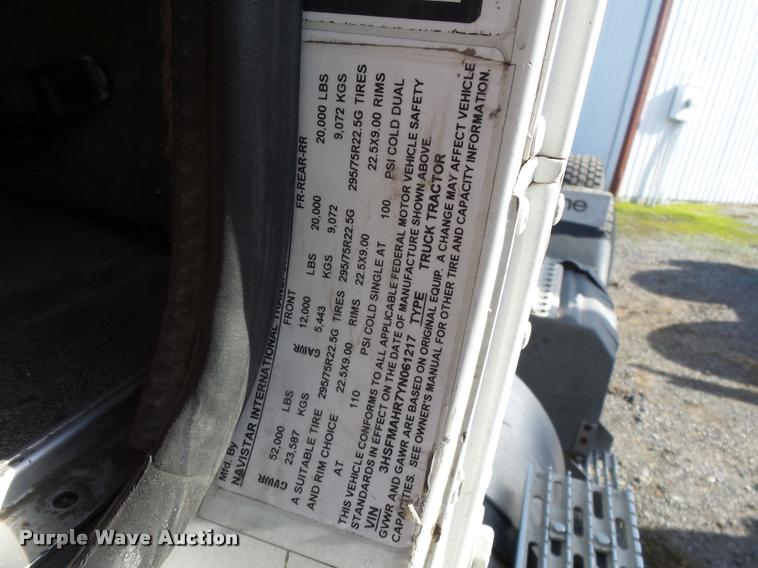 Mfd. By
NAVISTAR INTERNATIONAL
GVWR GAWR FRONT FR-REAR-RR
52,000 LBS 12,000 LBS 20,000 20,000 LBS
23,587 KGS 5,443 KGS 9,072 9,072 KGS
A SUITABLE TIRE 295/75R22.5G TIRES 295/75R22.5G 295/75R22.5G TIRES
AND RIM CHOICE 22.5X9.00 RIMS 22.5X9.00 22.5X9.00 RIMS
AT 110 PSI COLD SINGLE AT 100 PSI COLD DUAL
THIS VEHICLE CONFORMS TO ALL APPLICABLE FEDERAL MOTOR VEHICLE SAFETY
STANDARDS IN EFFECT ON THE DATE OF MANUFACTURE SHOWN ABOVE.
VIN 3HSFMAHR7YN061217 TYPE TRUCK TRACTOR
GVWR AND GAWR ARE BASED ON ORIGINAL EQUIP. A CHANGE MAY AFFECT VEHICLE
CAPACITIES. SEE OWNER'S MANUAL FOR OTHER TIRE AND CAPACITY INFORMATION.
ne
Purple Wave Auction